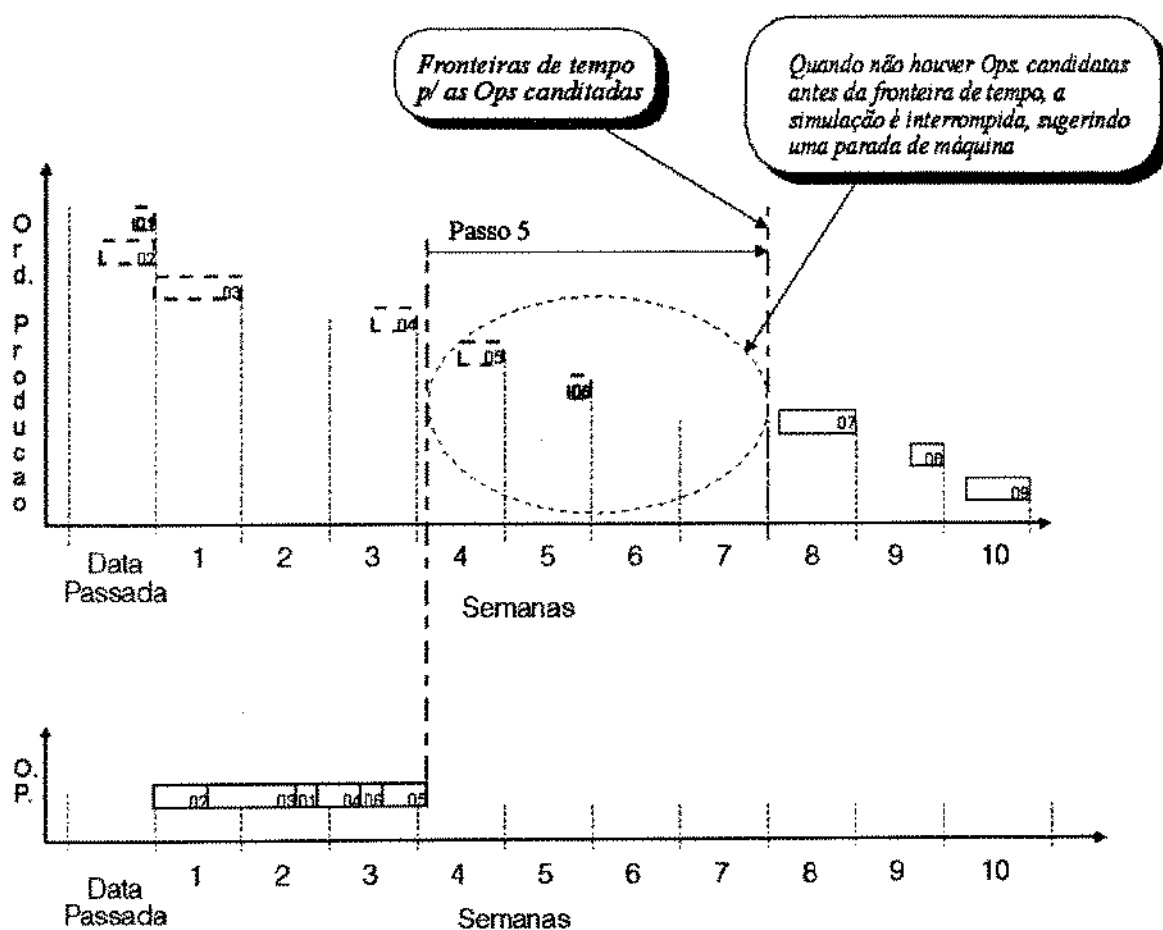 Fronteiras de tempo
p/ as Ops canditadas
Quando não houver Ops. candidatas
antes da fronteira de tempo, a
simulação é interrompida, sugerindo
uma parada de máquina
Ord. Producao
01
02
03
04
05
06
07
08
09
Passo 5
Data
Passada
1 2 3 4 5 6 7 8 9 10
Semanas
O.
P.
02 03 01 04 06 05
Data
Passada
1 2 3 4 5 6 7 8 9 10
Semanas